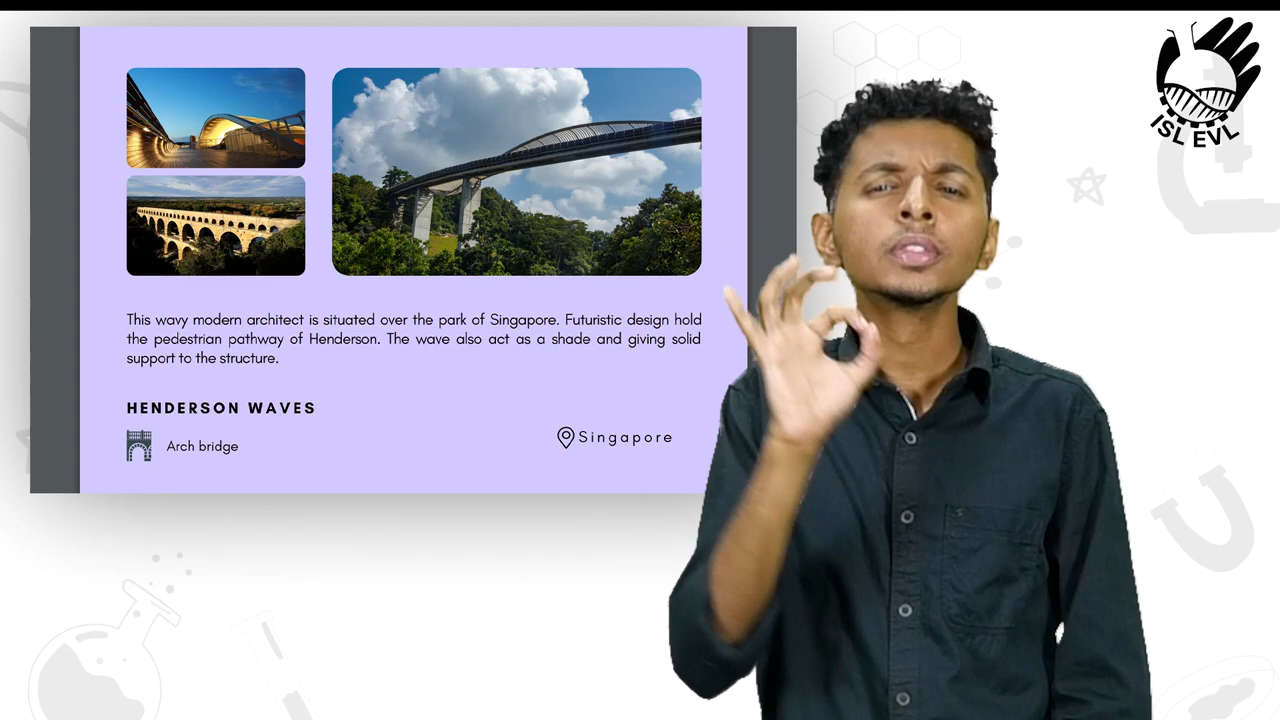 ISL EVL
This wavy modern architect is situated over the park of Singapore. Futuristic design hold
the pedestrian pathway of Henderson. The wave also act as a shade and giving solid
support to the structure.
HENDERSON WAVES
Arch bridge
Singapore